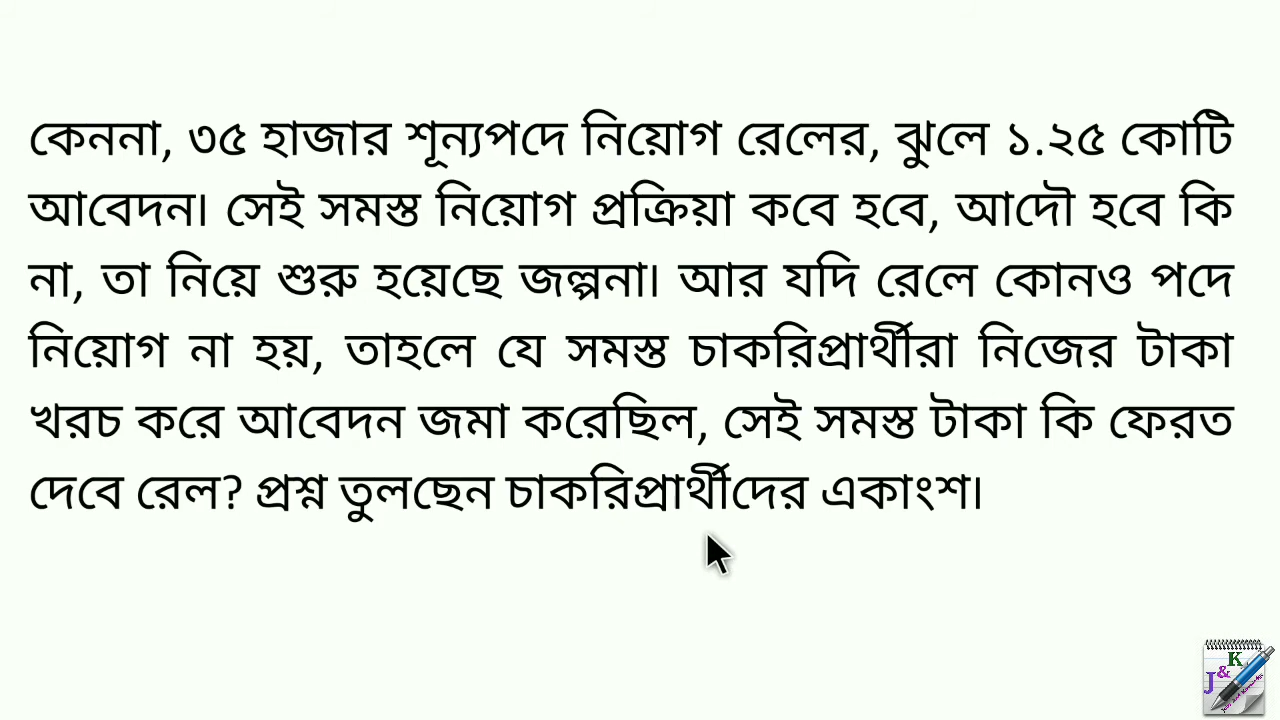 কেননা, ৩৫ হাজার শূন্যপদে নিয়োগ রেলের, ঝুলে ১.২৫ কোটি
আবেদন। সেই সমস্ত নিয়োগ প্রক্রিয়া কবে হবে, আদৌ হবে কি
না, তা নিয়ে শুরু হয়েছে জল্পনা। আর যদি রেলে কোনও পদে
নিয়োগ না হয়, তাহলে যে সমস্ত চাকরিপ্রার্থীরা নিজের টাকা
খরচ করে আবেদন জমা করেছিল, সেই সমস্ত টাকা কি ফেরত
দেবে রেল? প্রশ্ন তুলছেন চাকরিপ্রার্থীদের একাংশ।
J&K